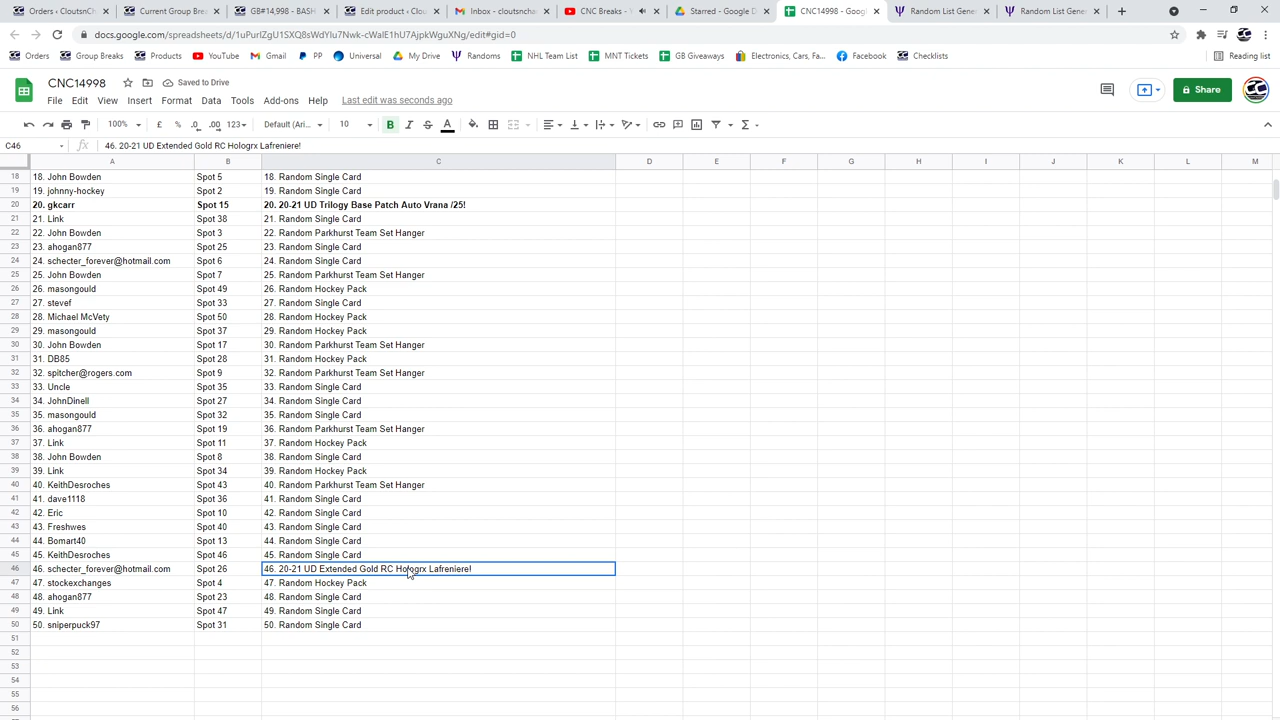 Orders < CloutsnCh
Current Group Break
GB#14,998 - BASH
Edit product < Clouts
Inbox - cloutsnchara
CNC Breaks -
Starred - Google D
CNC14998 - Google
Random List Gene
Random List Gene
docs.google.com/spreadsheets/d/1uPurlZgU1SXQ8sWdYlu7Nwk-cWalE1hU7AjpkWguXNg/edit#gid=0
Orders
Group Breaks
Products
YouTube
Gmail
PP
Universal
My Drive
Randoms
NHL Team List
MNT Tickets
GB Giveaways
Electronics, Cars, Fa...
Facebook
Checklists
Reading list
CNC14998
Saved to Drive
File Edit View Insert Format Data Tools Add-ons Help Last edit was seconds ago
Share
100% £ % .0 .00 123 Default (Ari... 10 B I S A
C46 fx 46. 20-21 UD Extended Gold RC Hologrx Lafreniere!
A B C D E F G H I J K L M
18 18. John Bowden Spot 5 18. Random Single Card
19 19. johnny-hockey Spot 2 19. Random Single Card
20 20. gkcarr Spot 15 20. 20-21 UD Trilogy Base Patch Auto Vrana /25!
21 21. Link Spot 38 21. Random Single Card
22 22. John Bowden Spot 3 22. Random Parkhurst Team Set Hanger
23 23. ahogan877 Spot 25 23. Random Single Card
24 24. schecter_forever@hotmail.com Spot 6 24. Random Single Card
25 25. John Bowden Spot 7 25. Random Parkhurst Team Set Hanger
26 26. masongould Spot 49 26. Random Hockey Pack
27 27. stevef Spot 33 27. Random Single Card
28 28. Michael McVety Spot 50 28. Random Hockey Pack
29 29. masongould Spot 37 29. Random Hockey Pack
30 30. John Bowden Spot 17 30. Random Parkhurst Team Set Hanger
31 31. DB85 Spot 28 31. Random Hockey Pack
32 32. spitcher@rogers.com Spot 9 32. Random Parkhurst Team Set Hanger
33 33. Uncle Spot 35 33. Random Single Card
34 34. JohnDinell Spot 27 34. Random Single Card
35 35. masongould Spot 32 35. Random Single Card
36 36. ahogan877 Spot 19 36. Random Parkhurst Team Set Hanger
37 37. Link Spot 11 37. Random Hockey Pack
38 38. John Bowden Spot 8 38. Random Single Card
39 39. Link Spot 34 39. Random Hockey Pack
40 40. KeithDesroches Spot 43 40. Random Parkhurst Team Set Hanger
41 41. dave1118 Spot 36 41. Random Single Card
42 42. Eric Spot 10 42. Random Single Card
43 43. Freshwes Spot 40 43. Random Single Card
44 44. Bomart40 Spot 13 44. Random Single Card
45 45. KeithDesroches Spot 46 45. Random Single Card
46 46. schecter_forever@hotmail.com Spot 26 46. 20-21 UD Extended Gold RC Hologrx Lafreniere!
47 47. stockexchanges Spot 4 47. Random Hockey Pack
48 48. ahogan877 Spot 23 48. Random Single Card
49 49. Link Spot 47 49. Random Single Card
50 50. sniperpuck97 Spot 31 50. Random Single Card
51
52
53
54
55
56